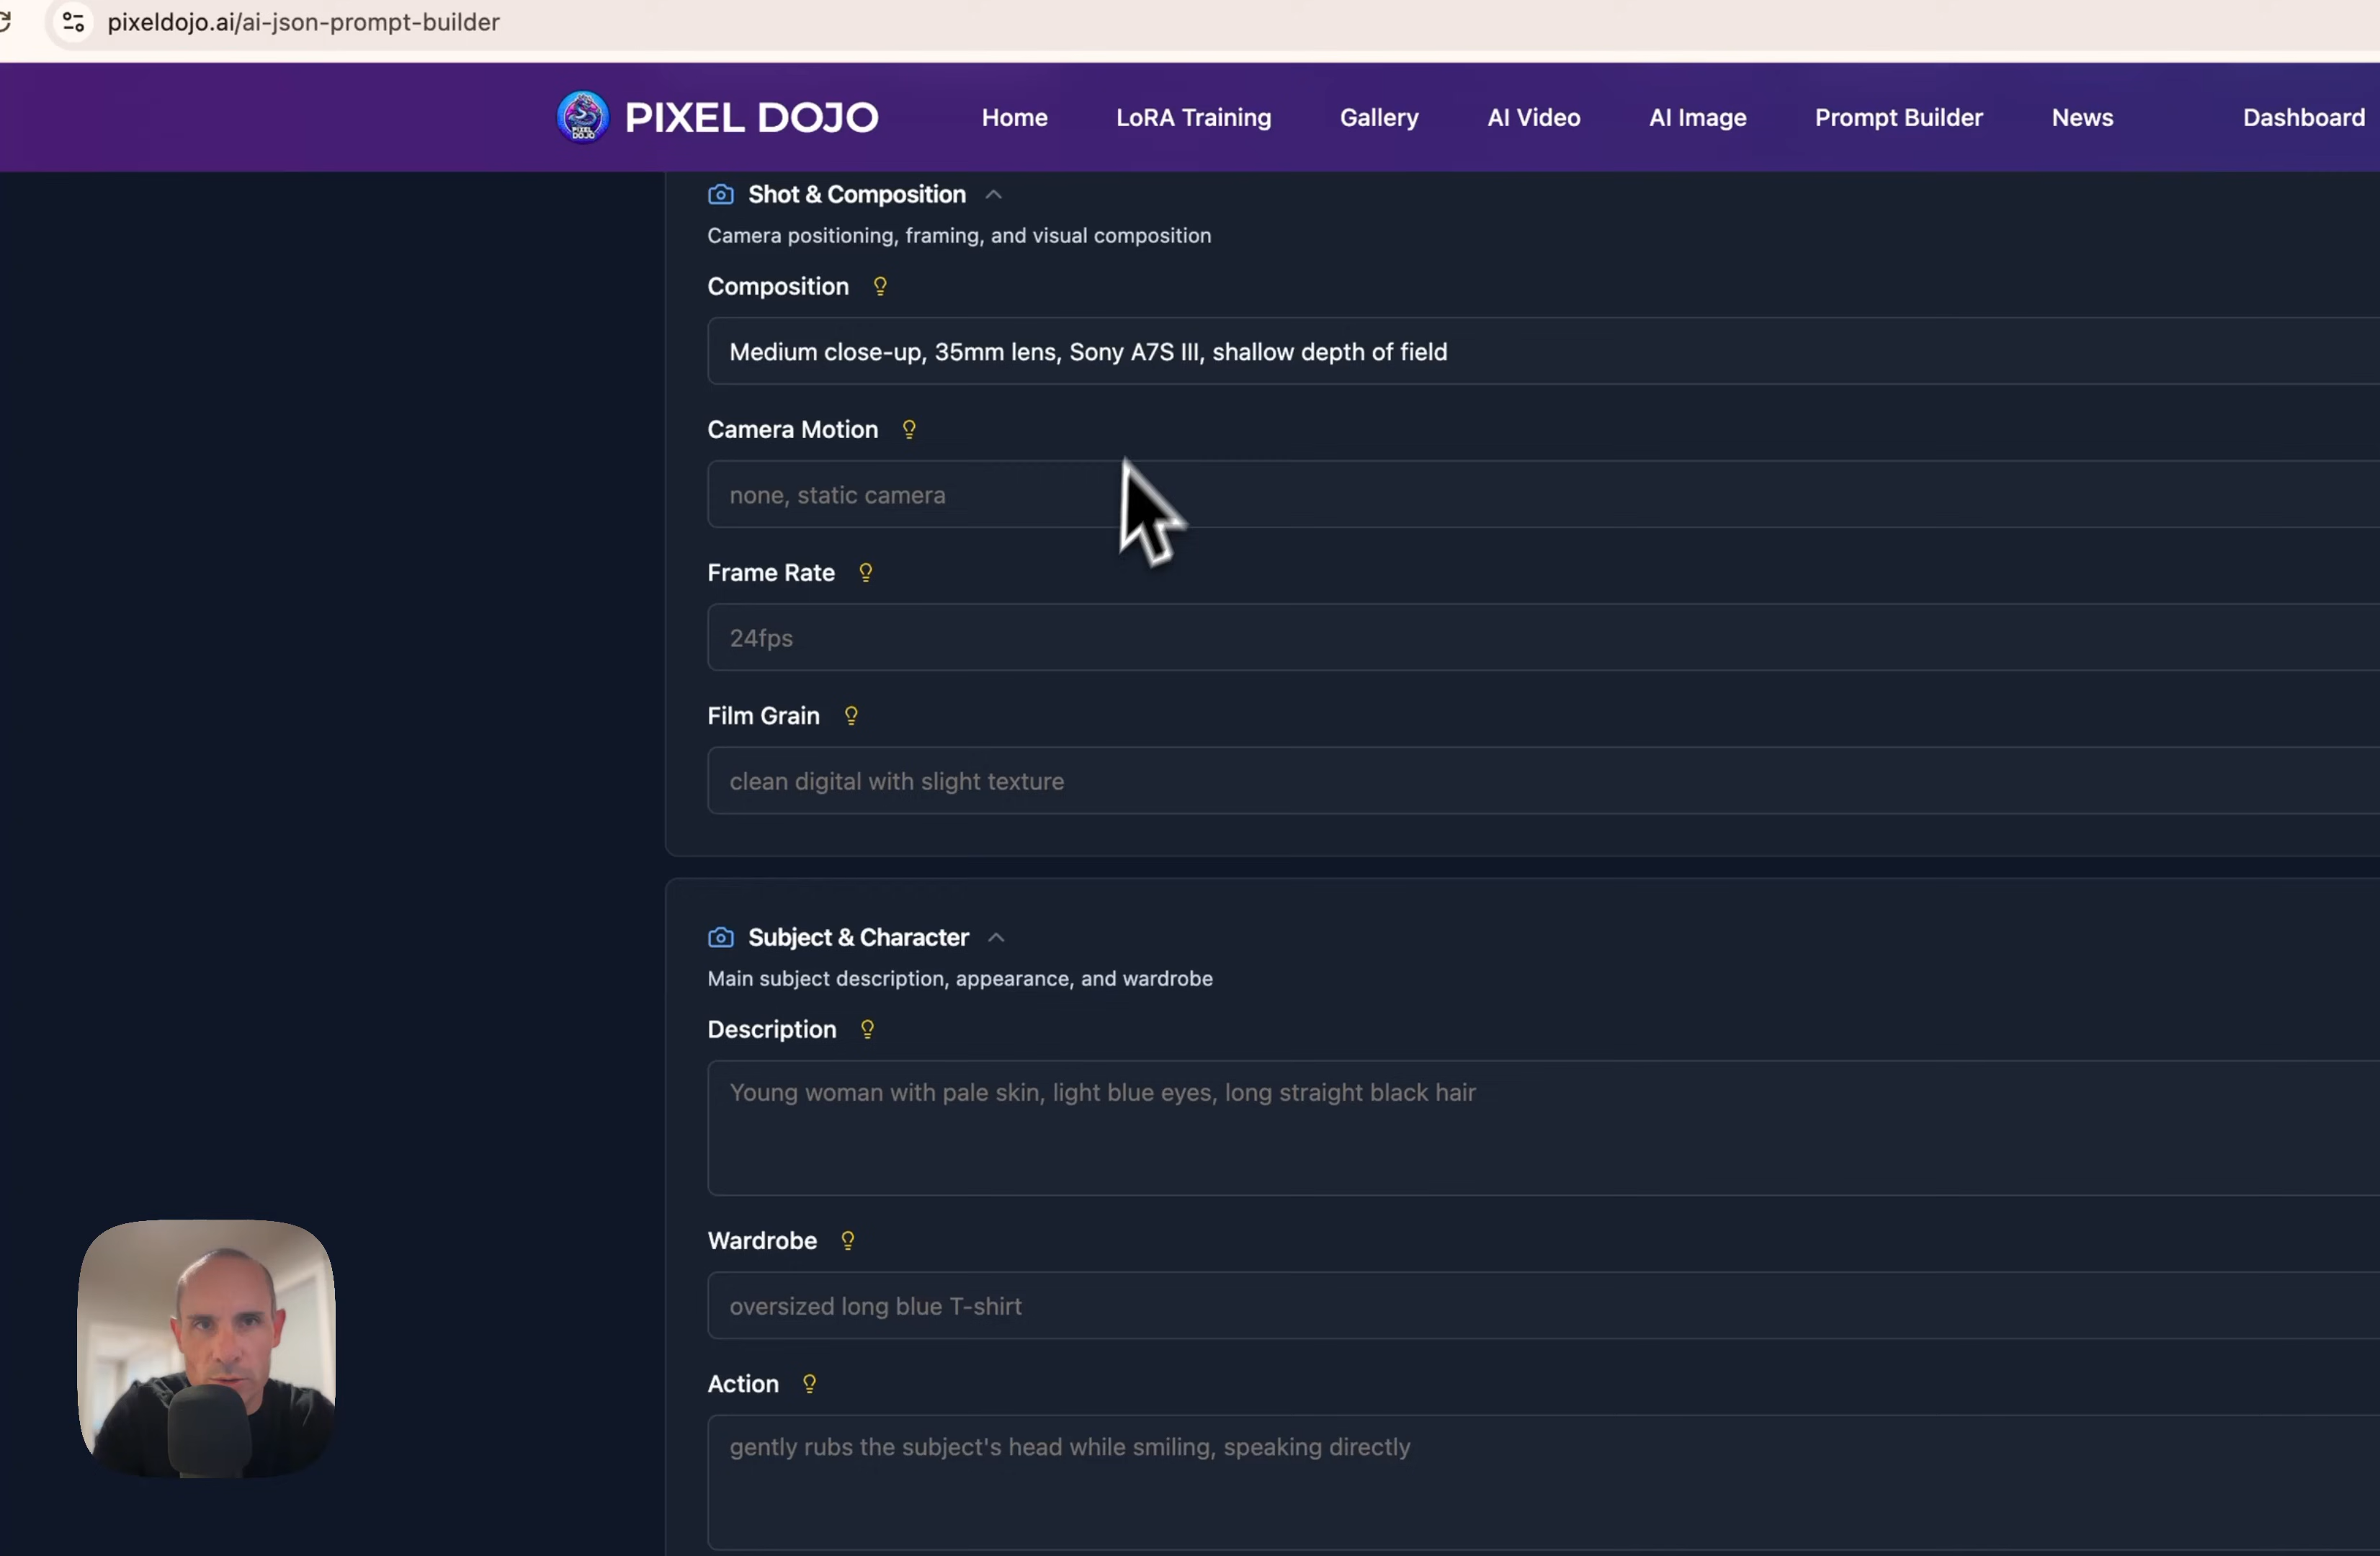 pixeldojo.ai/ai-json-prompt-builder
PIXEL DOJO
PIXEL DOJO Home LoRA Training Gallery AI Video AI Image Prompt Builder News Dashboard
Shot & Composition
Camera positioning, framing, and visual composition
Composition
Medium close-up, 35mm lens, Sony A7S III, shallow depth of field
Camera Motion
none, static camera
Frame Rate
24fps
Film Grain
clean digital with slight texture
Subject & Character
Main subject description, appearance, and wardrobe
Description
Young woman with pale skin, light blue eyes, long straight black hair
Wardrobe
oversized long blue T-shirt
Action
gently rubs the subject's head while smiling, speaking directly